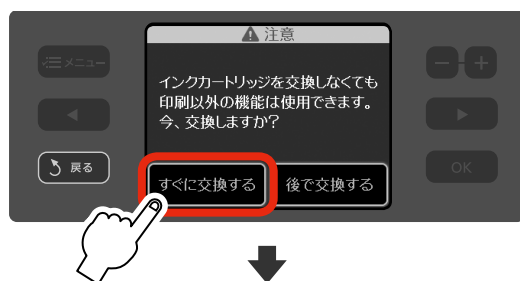 注意
メニュー
インクカートリッジを交換しなくても
印刷以外の機能は使用できます。
今、交換しますか?
戻る
OK
すぐに交換する
後で交換する